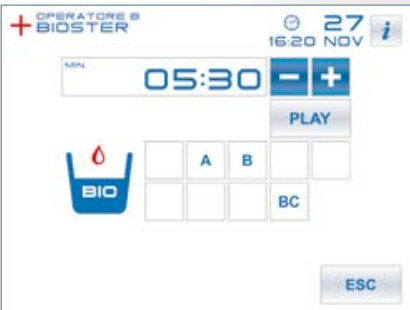 OPERATORE B
BIOSTER
27
16:20 NOV
i
MIN.
05:30
- +
PLAY
A B
BIO
BC
ESC